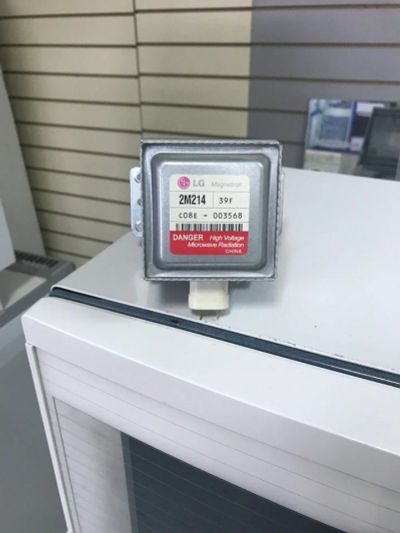 LG Magnetron
2M214 39F
C08E - 003568
DANGER High Voltage
Microwave Radiation
CHINA